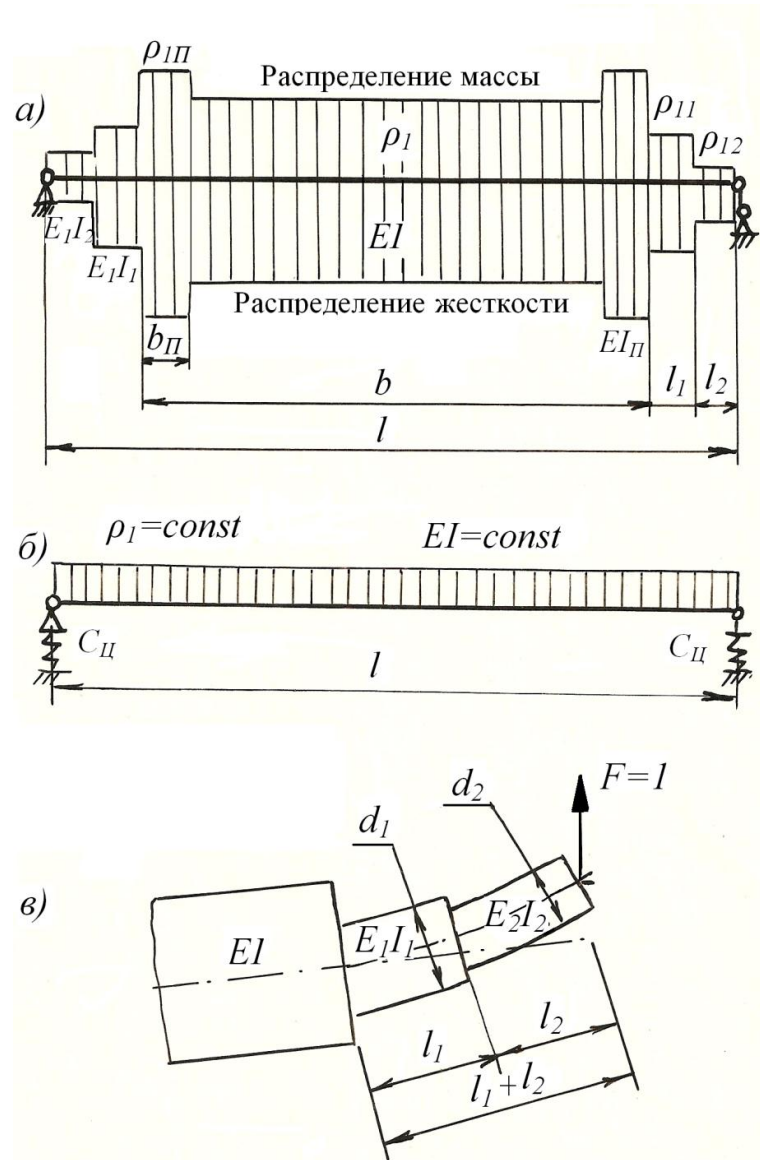 ρ1П
Распределение массы
а)
ρ11
ρ1
ρ12
E1I2
E1I1
EI
Распределение жесткости
bП
EIП
b
l1
l2
l
ρ1=const
EI=const
б)
CЦ
CЦ
l
F=1
d2
d1
в)
EI
E1I1
E2I2
l1
l2
l1+l2